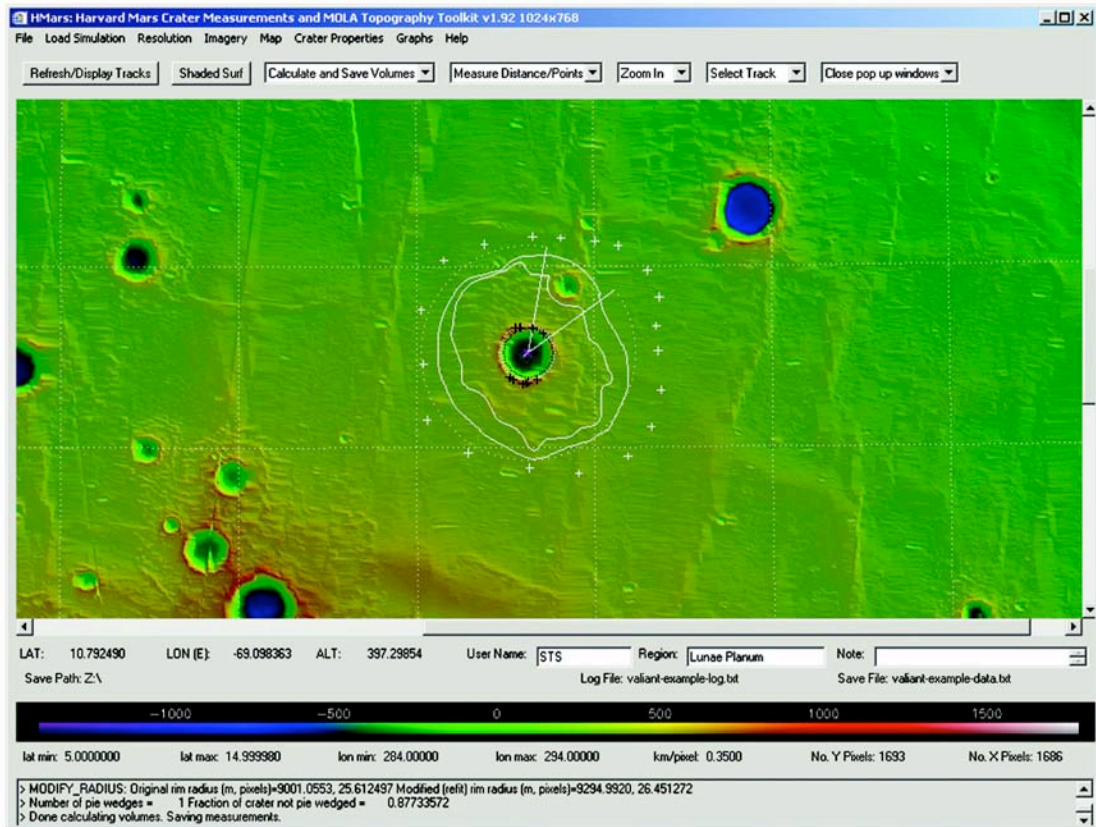 HMars: Harvard Mars Crater Measurements and MOLA Topography Toolkit v1.92 1024x768
File Load Simulation Resolution Imagery Map Crater Properties Graphs Help
Refresh/Display Tracks Shaded Surf Calculate and Save Volumes Measure Distance/Points Zoom In Select Track Close pop up windows
LAT: 10.792490 LON (E): -69.098363 ALT: 397.29854 User Name: STS Region: Lunae Planum Note:
Save Path: Z:\ Log File: valiant-example-log.txt Save File: valiant-example-data.txt
-1000 -500 0 500 1000 1500
lat min: 5.0000000 lat max: 14.999980 lon min: 284.00000 lon max: 294.00000 km/pixel: 0.3500 No. Y Pixels: 1693 No. X Pixels: 1686
> MODIFY_RADIUS: Original rim radius (m, pixels)=9001.0553, 25.612497 Modified (refit) rim radius (m, pixels)=9294.9920, 26.451272
> Number of pie wedges = 1 Fraction of crater not pie wedged = 0.87733572
> Done calculating volumes. Saving measurements.